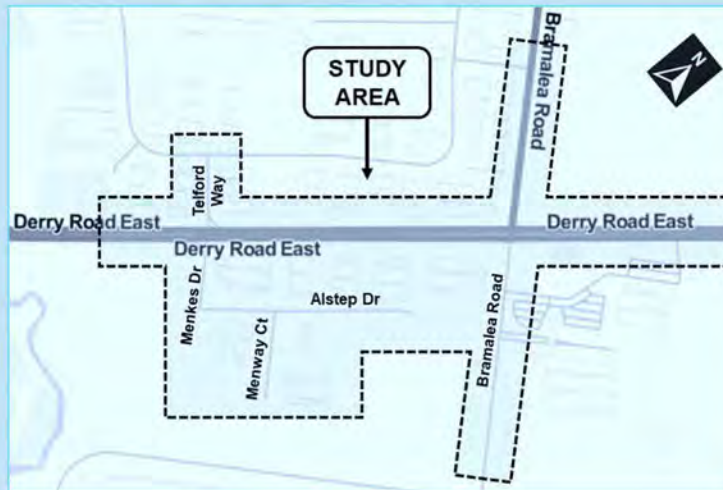 STUDY
AREA
N
Bramalea Road
Telford
Way
Derry Road East
Derry Road East
Derry Road East
Menkes Dr
Alstep Dr
Menway Ct
Bramalea Road